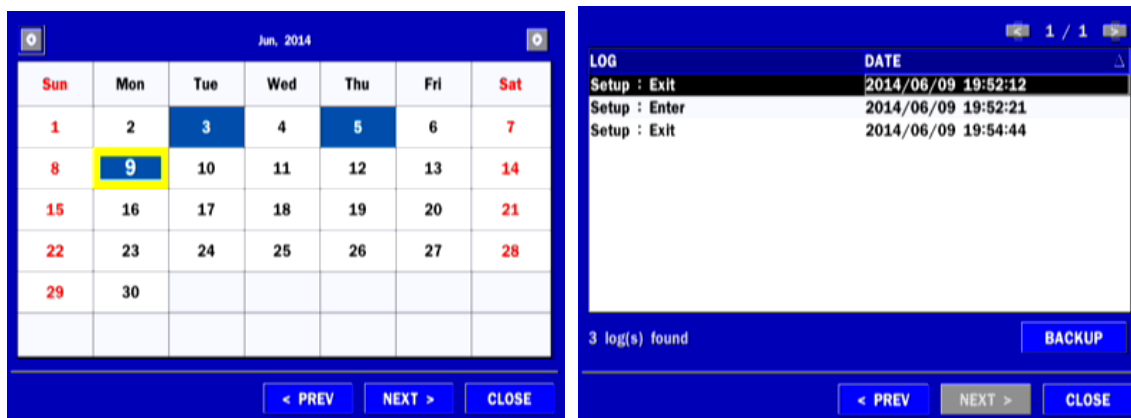 Jun, 2014
Sun Mon Tue Wed Thu Fri Sat
1 2 3 4 5 6 7
8 9 10 11 12 13 14
15 16 17 18 19 20 21
22 23 24 25 26 27 28
29 30
< PREV NEXT > CLOSE
< 1 / 1 >
LOG DATE
Setup : Exit 2014/06/09 19:52:12
Setup : Enter 2014/06/09 19:52:21
Setup : Exit 2014/06/09 19:54:44
3 log(s) found BACKUP
< PREV NEXT > CLOSE